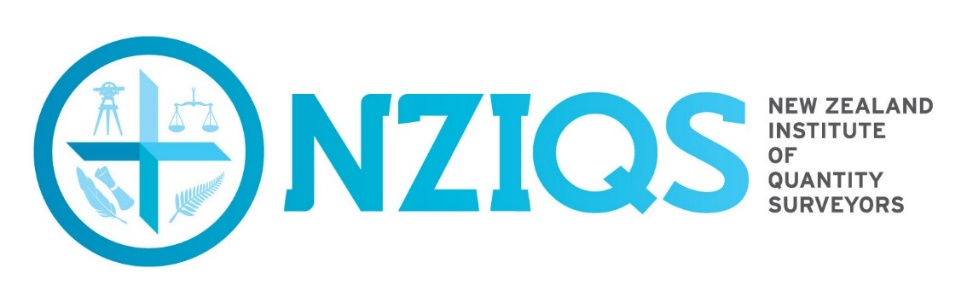 NZIQS
NEW ZEALAND
INSTITUTE
OF
QUANTITY
SURVEYORS